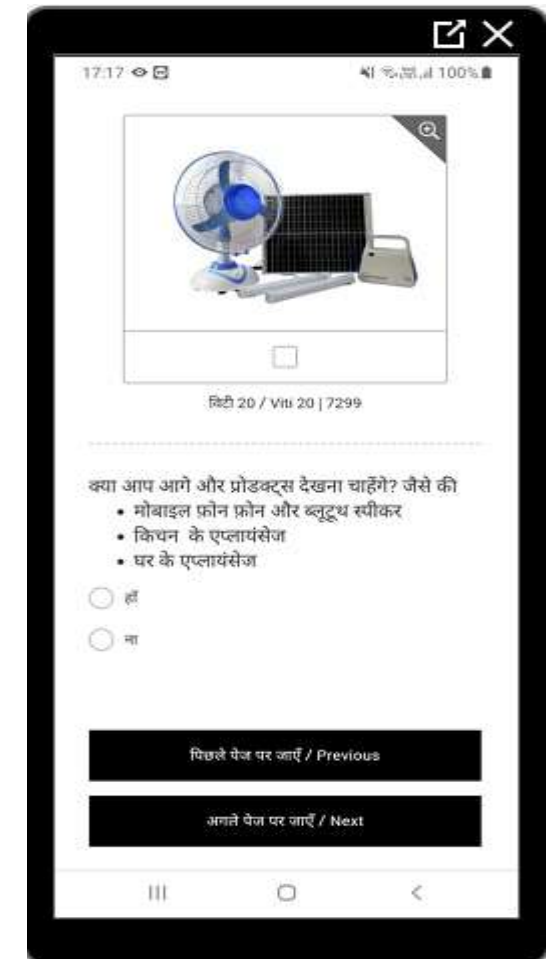 17:17
100%
विटी 20 / Viti 20 | 7299
क्या आप आगे और प्रोडक्ट्स देखना चाहेंगे? जैसे की
• मोबाइल फ़ोन फ़ोन और ब्लूटूथ स्पीकर
• किचन के एप्लायंसेज
• घर के एप्लायंसेज
हाँ
ना
पिछले पेज पर जाएँ / Previous
अगले पेज पर जाएँ / Next